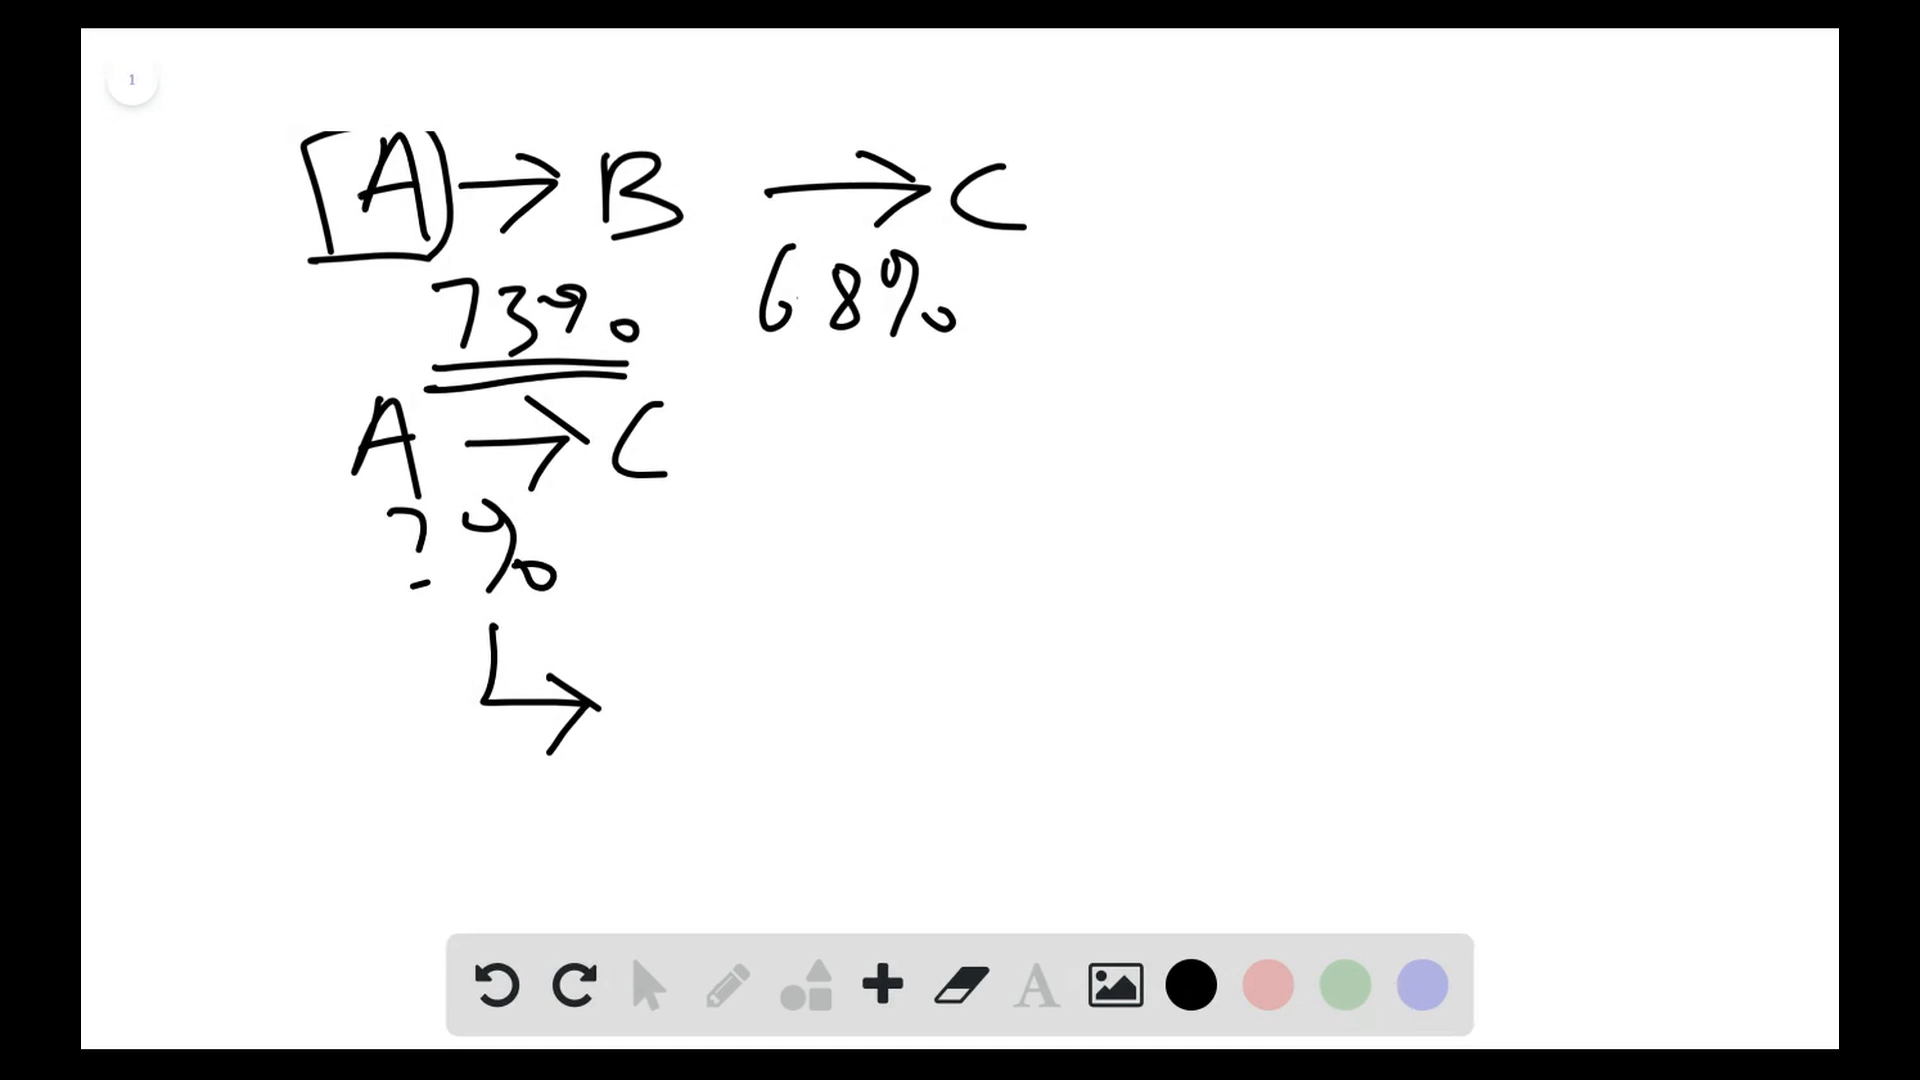 1
A → B → C
73% 68%
A → C
? %
A